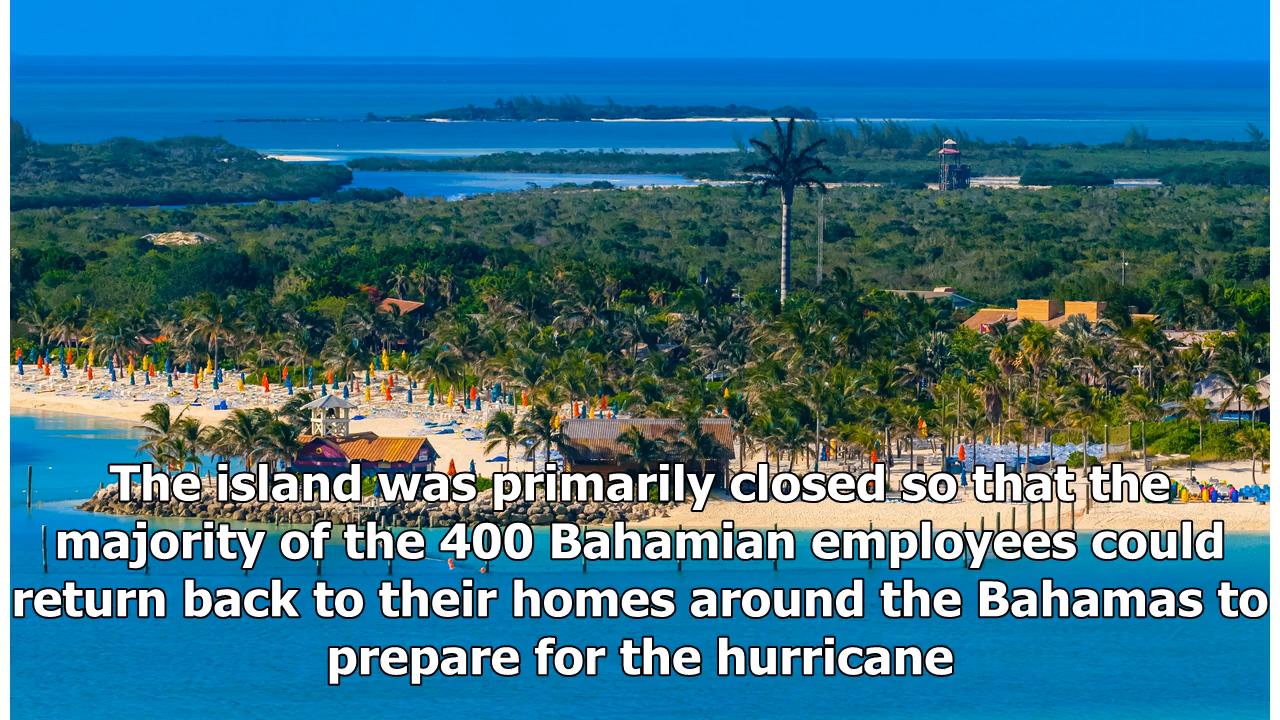 The island was primarily closed so that the
majority of the 400 Bahamian employees could
return back to their homes around the Bahamas to
prepare for the hurricane